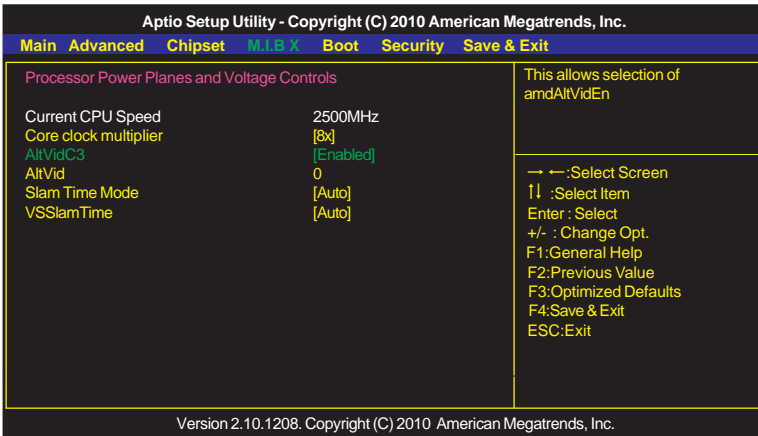 Aptio Setup Utility - Copyright (C) 2010 American Megatrends, Inc.
Main Advanced Chipset M.I.B X Boot Security Save & Exit
Processor Power Planes and Voltage Controls
Current CPU Speed 2500MHz
Core clock multiplier [8x]
AltVidC3 [Enabled]
AltVid 0
Slam Time Mode [Auto]
VSSlamTime [Auto]
This allows selection of
amdAltVidEn
→ ←:Select Screen
↑↓ :Select Item
Enter : Select
+/- : Change Opt.
F1:General Help
F2:Previous Value
F3:Optimized Defaults
F4:Save & Exit
ESC:Exit
Version 2.10.1208. Copyright (C) 2010 American Megatrends, Inc.